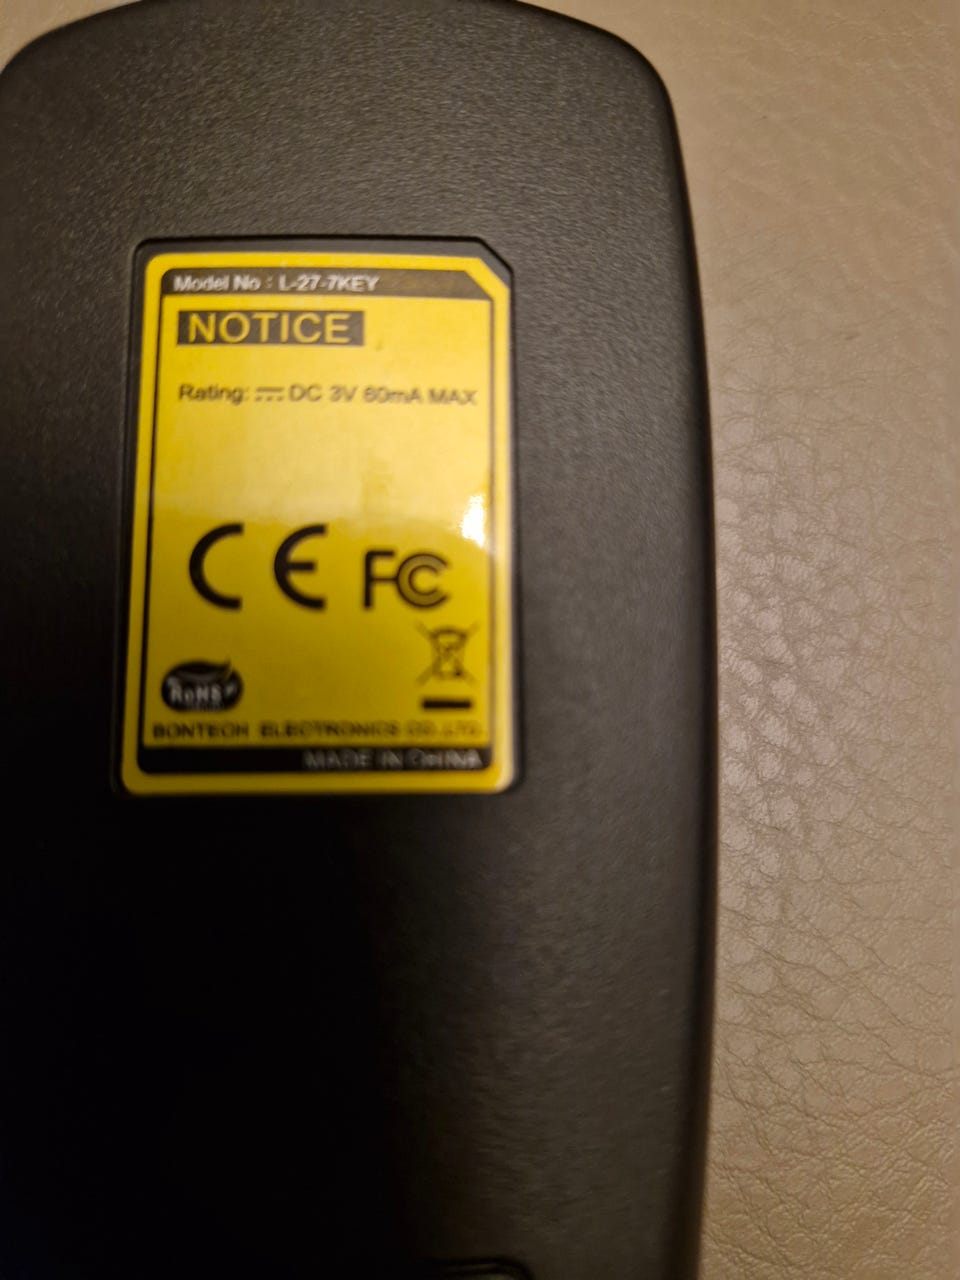 Model No : L-27-7KEY
NOTICE
Rating: ⎓ DC 3V 60mA MAX
CE FC
RoHS
BONTECH ELECTRONICS CO.,LTD.
MADE IN CHINA